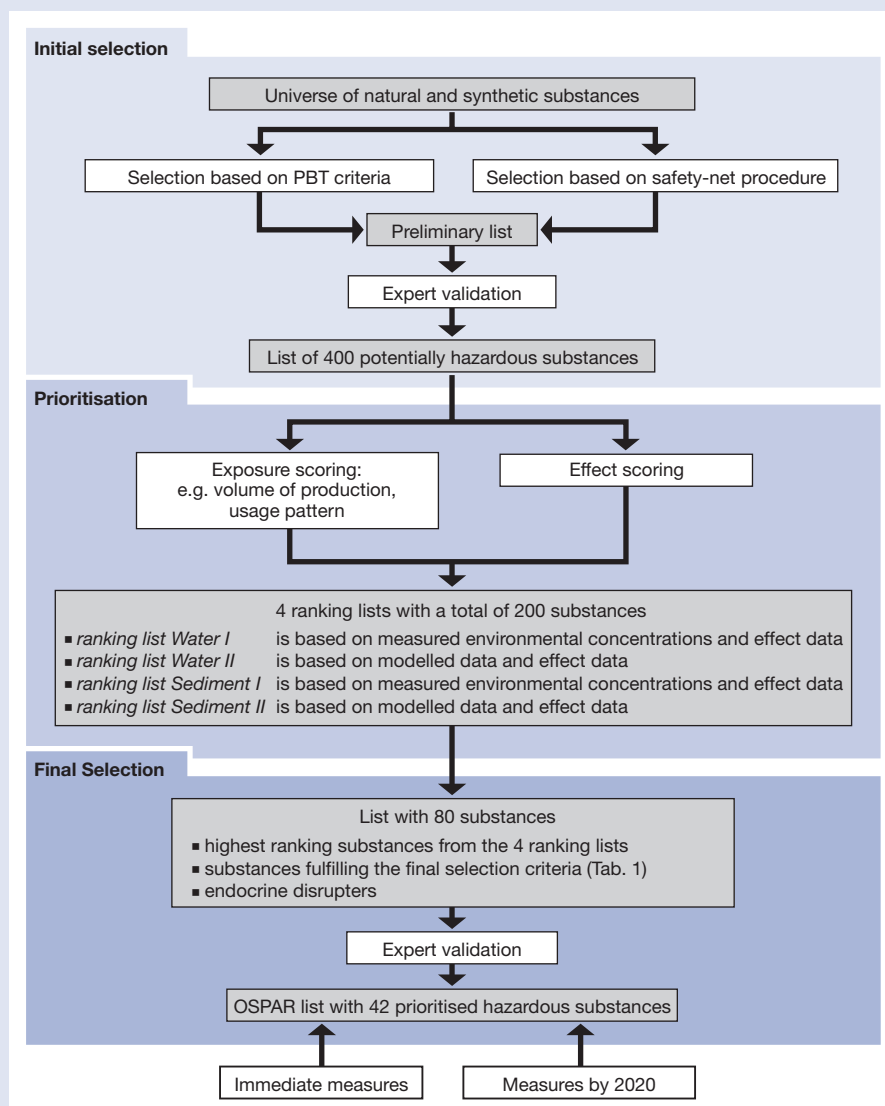 Initial selection
Universe of natural and synthetic substances
Selection based on PBT criteria
Selection based on safety-net procedure
Preliminary list
Expert validation
List of 400 potentially hazardous substances
Prioritisation
Exposure scoring:
e.g. volume of production,
usage pattern
Effect scoring
4 ranking lists with a total of 200 substances
▪ ranking list Water I is based on measured environmental concentrations and effect data
▪ ranking list Water II is based on modelled data and effect data
▪ ranking list Sediment I is based on measured environmental concentrations and effect data
▪ ranking list Sediment II is based on modelled data and effect data
Final Selection
List with 80 substances
▪ highest ranking substances from the 4 ranking lists
▪ substances fulfilling the final selection criteria (Tab. 1)
▪ endocrine disrupters
Expert validation
OSPAR list with 42 prioritised hazardous substances
Immediate measures
Measures by 2020